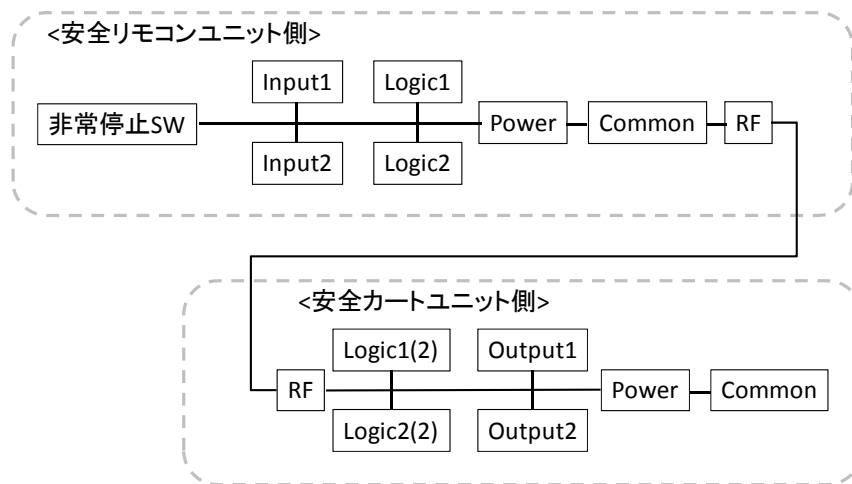 <安全リモコンユニット側>
Input1
Logic1
非常停止SW
Power
Common
RF
Input2
Logic2
<安全カートユニット側>
Logic1(2)
Output1
RF
Power
Common
Logic2(2)
Output2